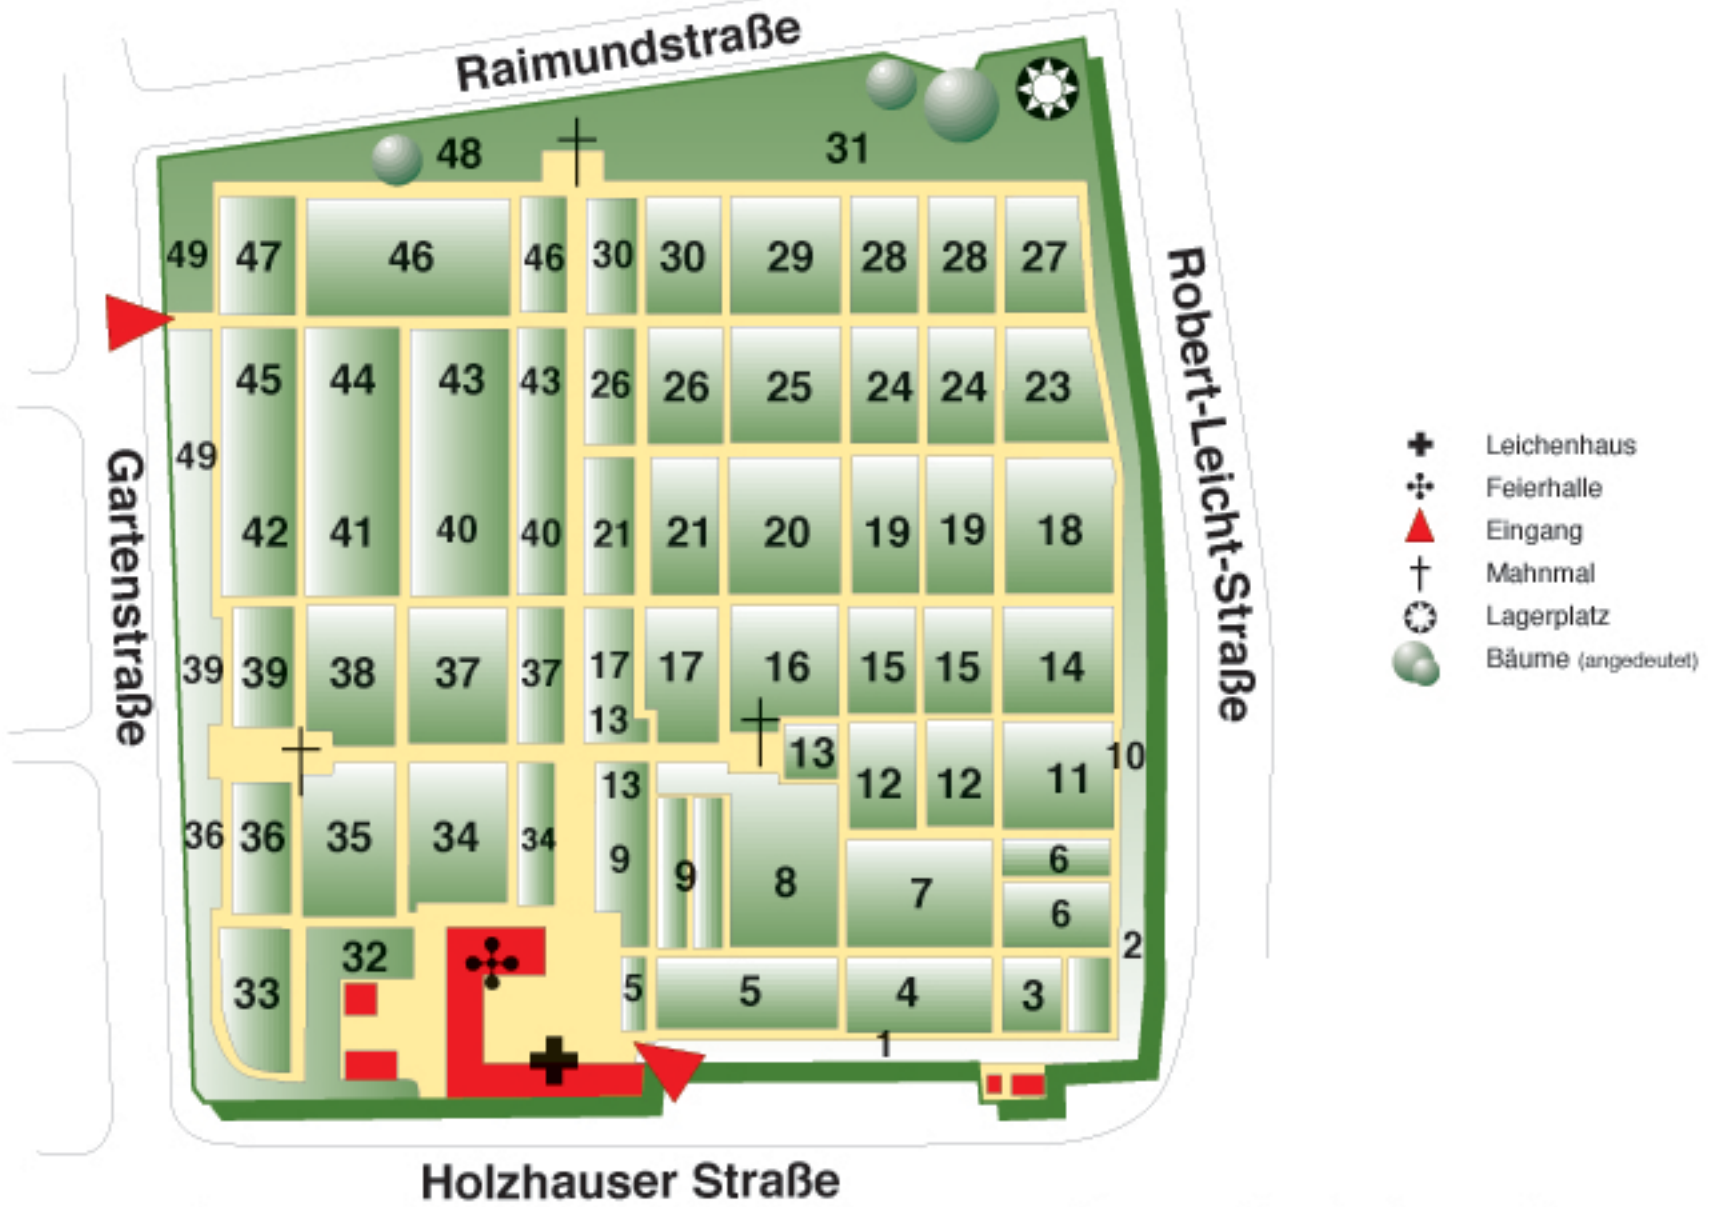 Raimundstraße
48
31
49 47 46 46 30 30 29 28 28 27
45 44 43 43 26 26 25 24 24 23
49
42 41 40 40 21 21 20 19 19 18
39 39 38 37 37 17 17 16 15 15 14
13
13 12 12 11 10
13
36 36 35 34 34 9 9 8 7 6
6
2
32
33 5 5 4 3
1
Gartenstraße
Robert-Leicht-Straße
Holzhauser Straße
Leichenhaus
Feierhalle
Eingang
Mahnmal
Lagerplatz
Bäume (angedeutet)